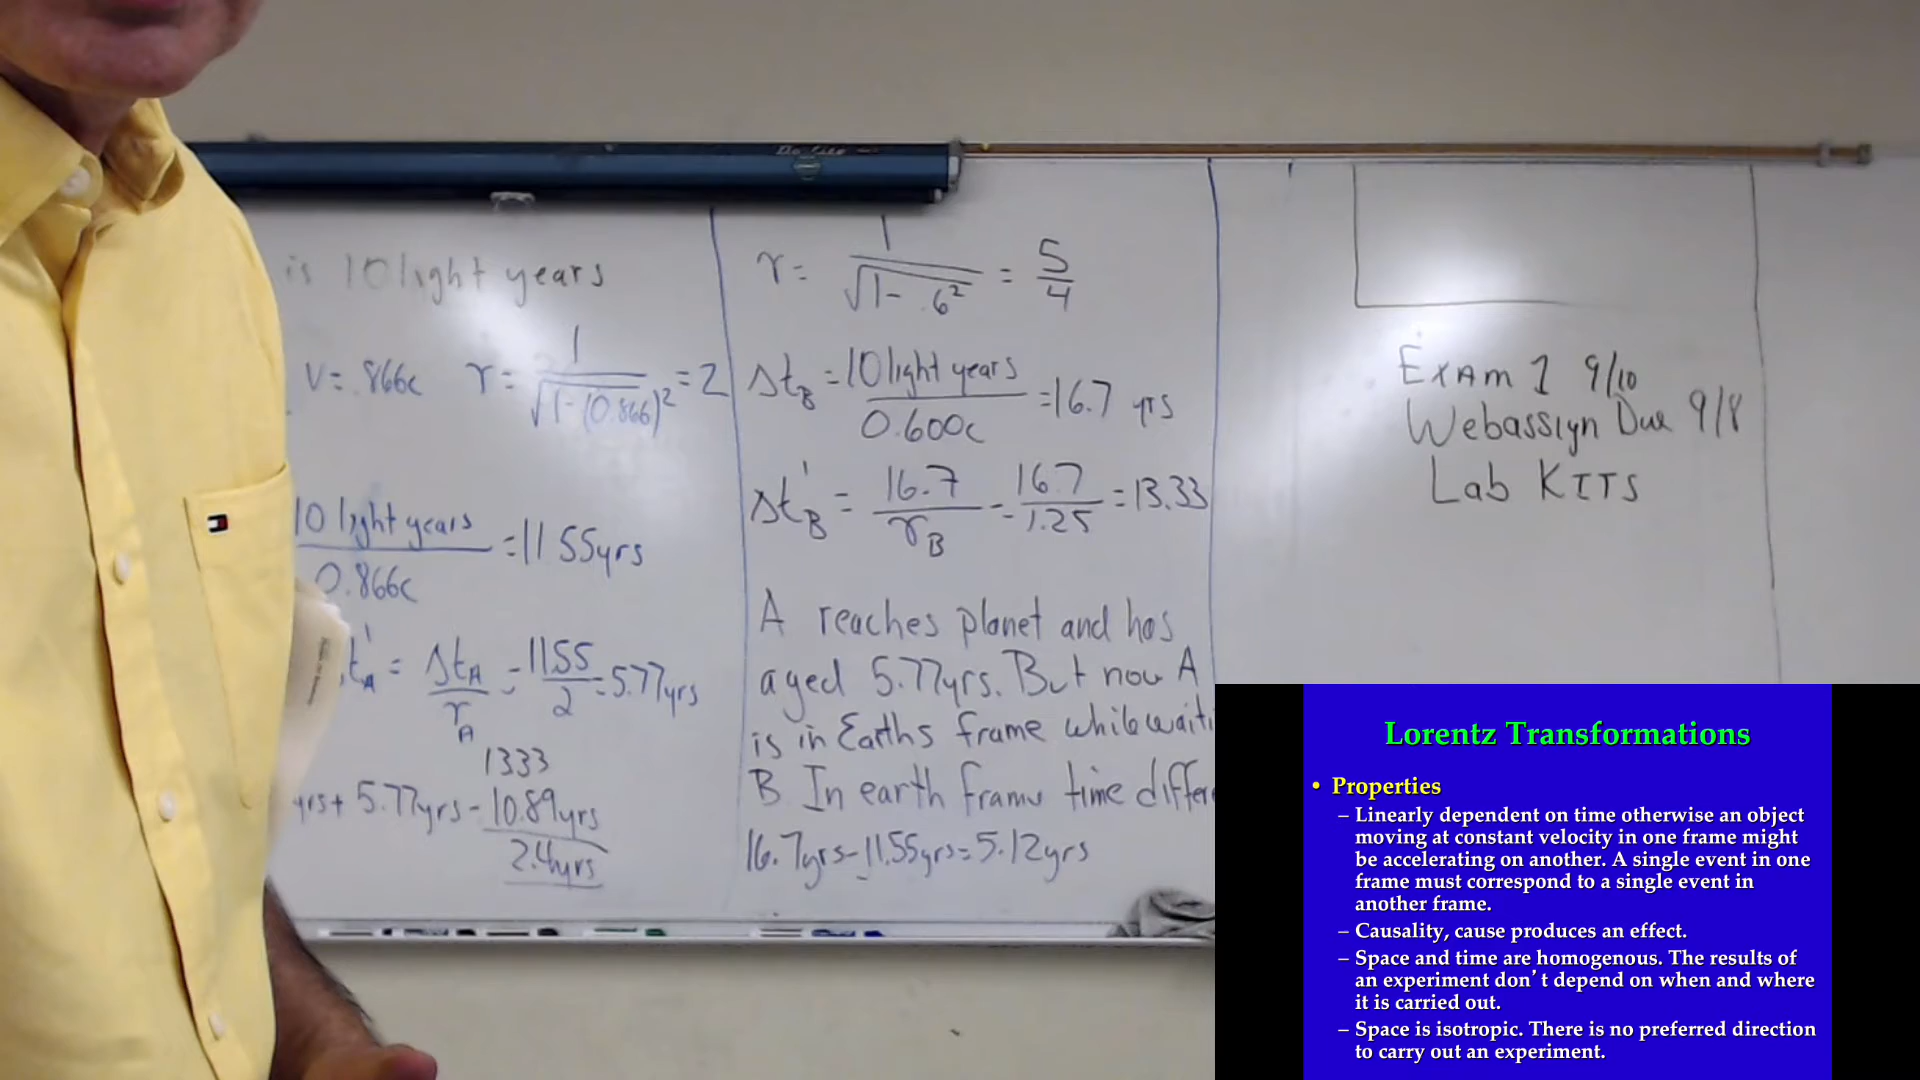 is 10 light years
V = .866c γ = 1/√1-(0.866)² = 2
10 light years/0.866c = 11.55yrs
t'A = ΔtA/γA = 11.55/2 = 5.77yrs
13.33
yrs + 5.77yrs = 10.89yrs
2.4yrs
γ = 1/√1-.6² = 5/4
ΔtB = 10 light years/0.600c = 16.7 yrs
Δt'B = 16.7/γB = 16.7/1.25 = 13.33
A reaches planet and has
aged 5.77yrs. But now A
is in Earths frame while waiti
B In earth frame time differe
16.7yrs - 11.55yrs = 5.12yrs
Exam 1 9/10
Webassign Due 9/8
Lab KITS
Lorentz Transformations
• Properties
– Linearly dependent on time otherwise an object
moving at constant velocity in one frame might
be accelerating on another. A single event in one
frame must correspond to a single event in
another frame.
– Causality, cause produces an effect.
– Space and time are homogenous. The results of
an experiment don't depend on when and where
it is carried out.
– Space is isotropic. There is no preferred direction
to carry out an experiment.